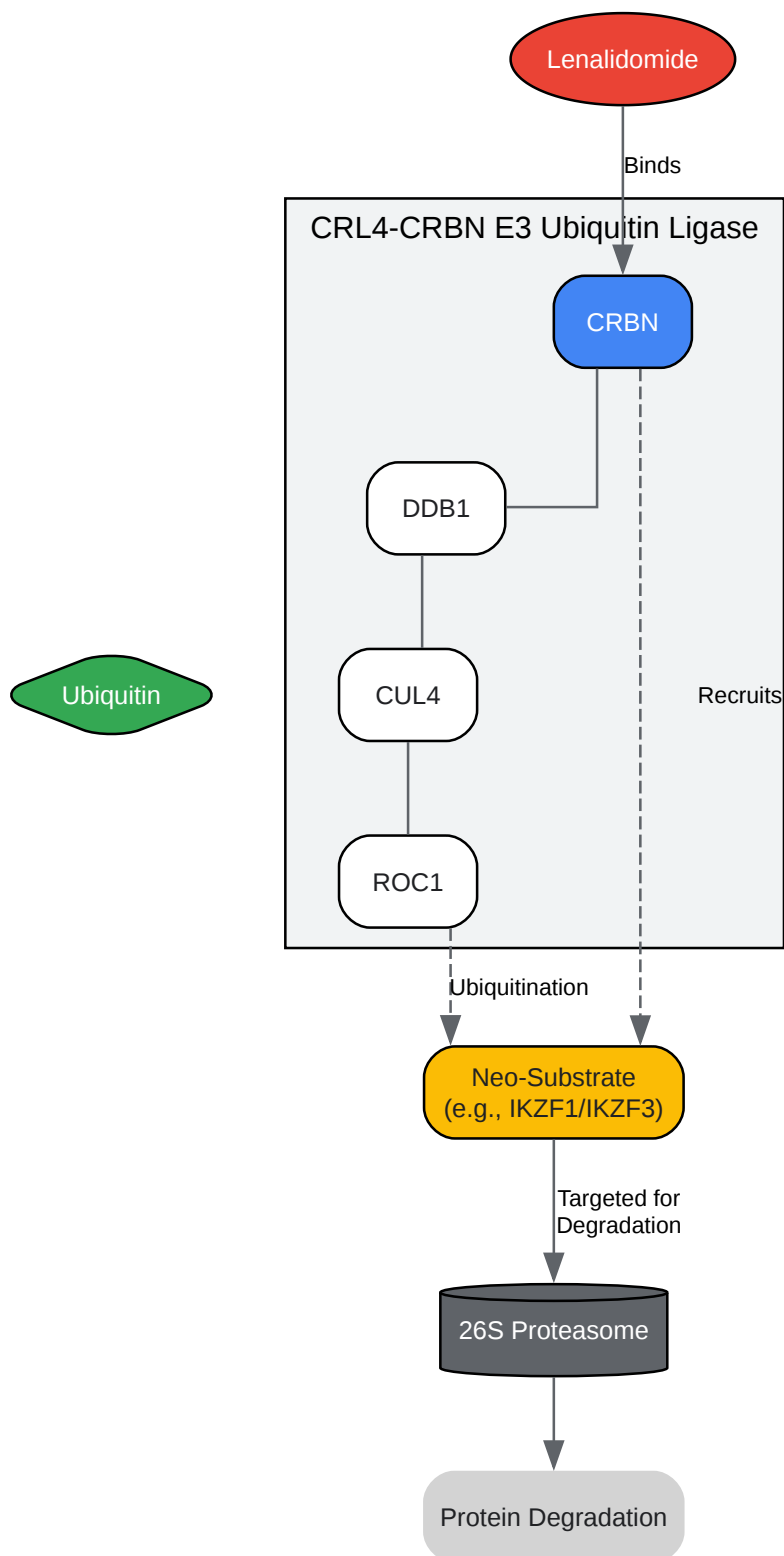 Lenalidomide
Binds
CRL4-CRBN E3 Ubiquitin Ligase
CRBN
DDB1
Ubiquitin
CUL4
Recruits
ROC1
Ubiquitination
Neo-Substrate
(e.g., IKZF1/IKZF3)
Targeted for
Degradation
26S Proteasome
Protein Degradation